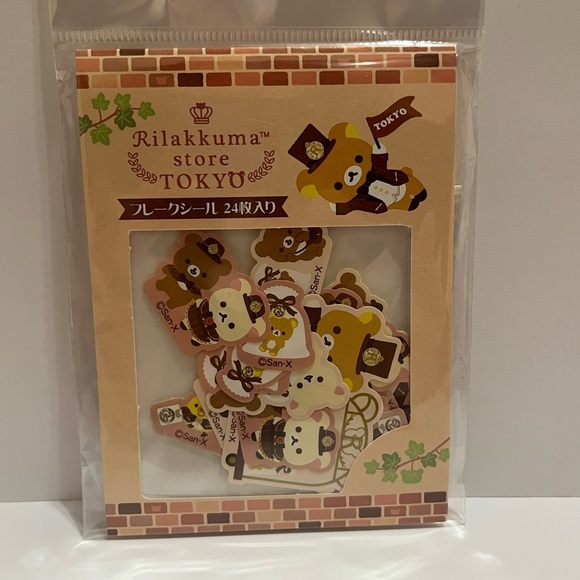 Rilakkuma™
store
TOKYO
TOKYO
フレークシール 24枚入り
©San-X
©San-X
©San-X
©San-X
©San-X